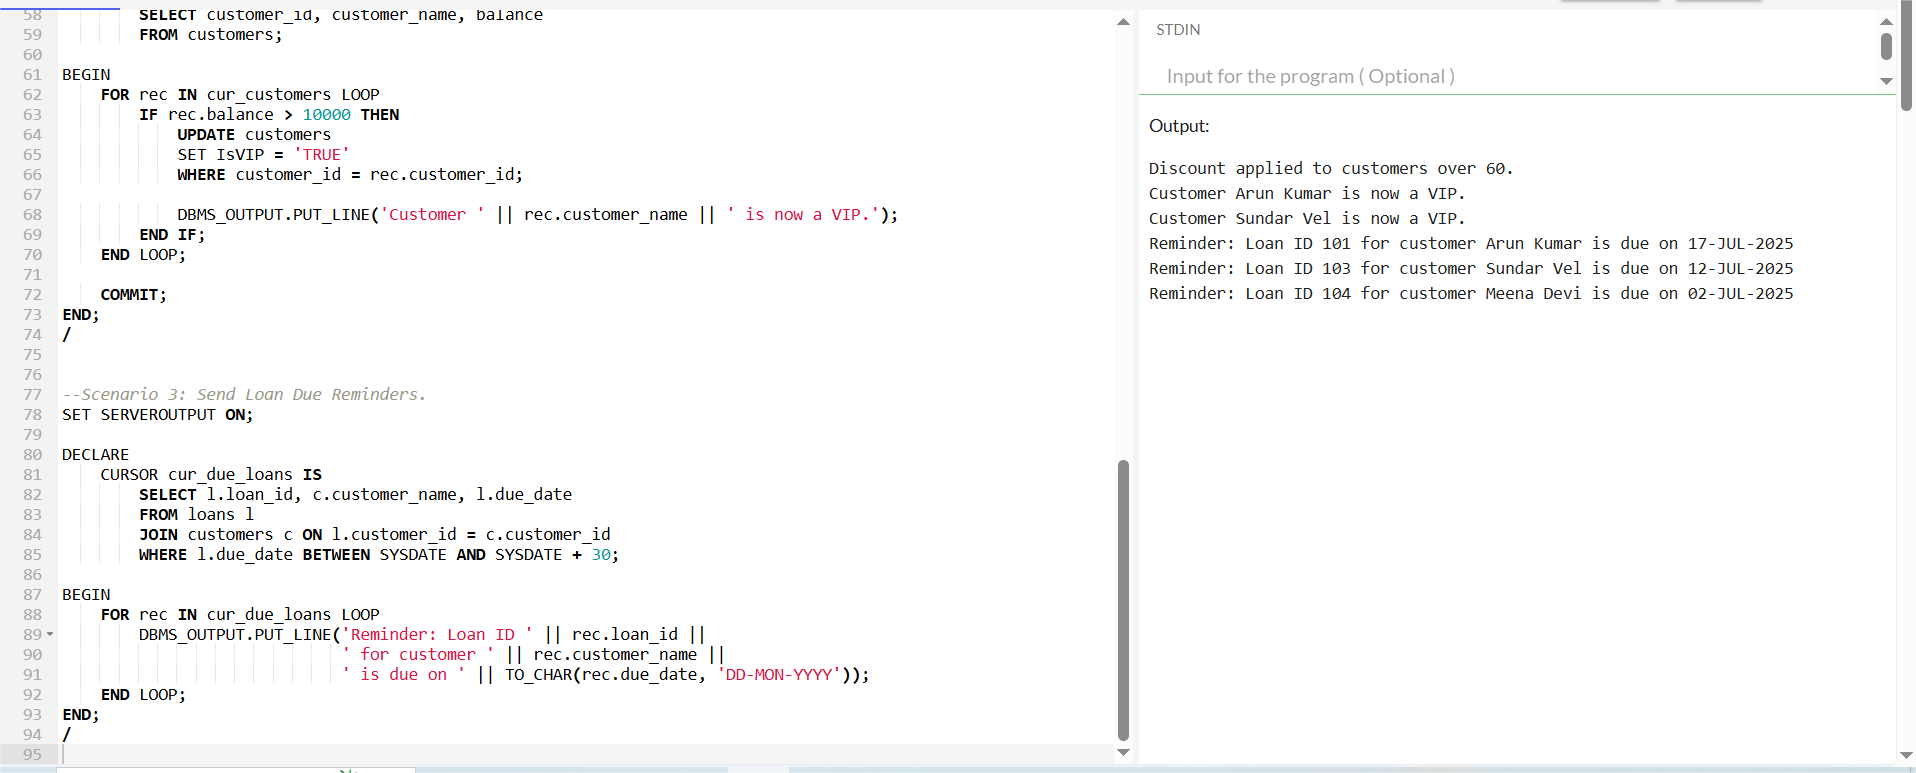 58 SELECT customer_id, customer_name, balance
59 FROM customers;
60
61 BEGIN
62 FOR rec IN cur_customers LOOP
63 IF rec.balance > 10000 THEN
64 UPDATE customers
65 SET IsVIP = 'TRUE'
66 WHERE customer_id = rec.customer_id;
67
68 DBMS_OUTPUT.PUT_LINE('Customer ' || rec.customer_name || ' is now a VIP.');
69 END IF;
70 END LOOP;
71
72 COMMIT;
73 END;
74 /
75
76
77 --Scenario 3: Send Loan Due Reminders.
78 SET SERVEROUTPUT ON;
79
80 DECLARE
81 CURSOR cur_due_loans IS
82 SELECT l.loan_id, c.customer_name, l.due_date
83 FROM loans l
84 JOIN customers c ON l.customer_id = c.customer_id
85 WHERE l.due_date BETWEEN SYSDATE AND SYSDATE + 30;
86
87 BEGIN
88 FOR rec IN cur_due_loans LOOP
89 DBMS_OUTPUT.PUT_LINE('Reminder: Loan ID ' || rec.loan_id ||
90 ' for customer ' || rec.customer_name ||
91 ' is due on ' || TO_CHAR(rec.due_date, 'DD-MON-YYYY'));
92 END LOOP;
93 END;
94 /
95
STDIN
Input for the program ( Optional )
Output:
Discount applied to customers over 60.
Customer Arun Kumar is now a VIP.
Customer Sundar Vel is now a VIP.
Reminder: Loan ID 101 for customer Arun Kumar is due on 17-JUL-2025
Reminder: Loan ID 103 for customer Sundar Vel is due on 12-JUL-2025
Reminder: Loan ID 104 for customer Meena Devi is due on 02-JUL-2025